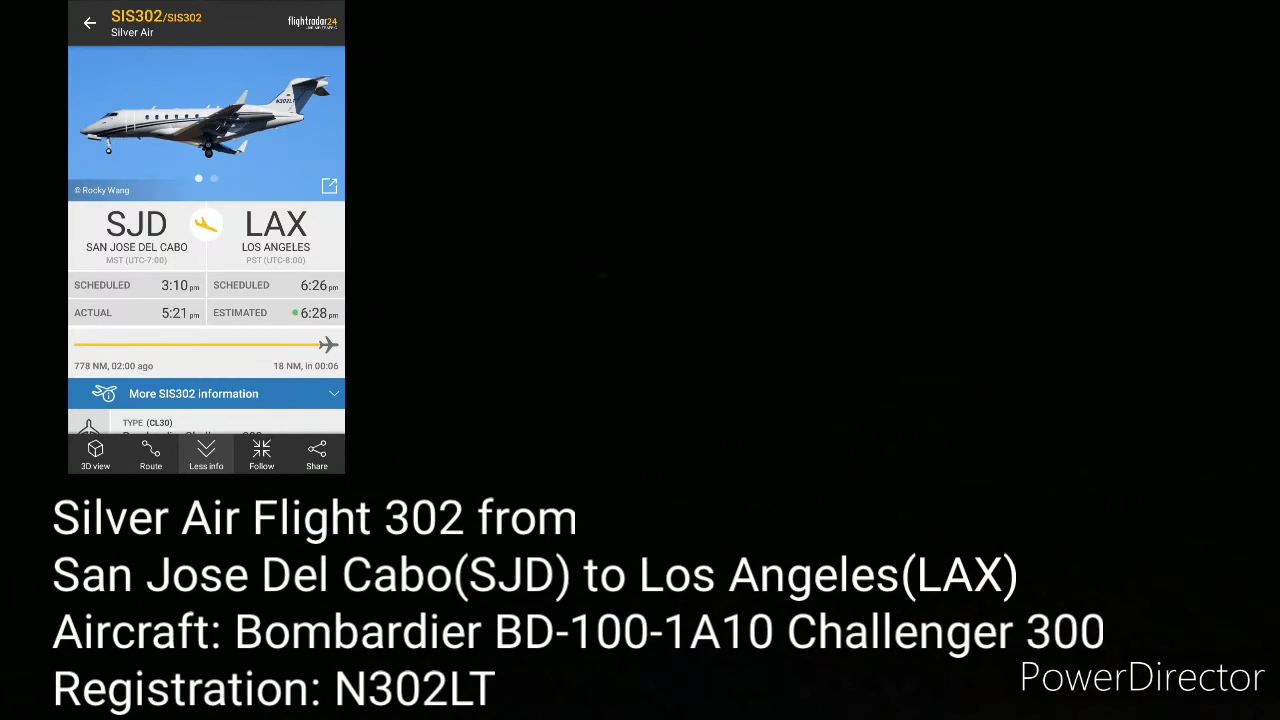 SIS302/SIS302
Silver Air
flightradar24
LIVE AIR TRAFFIC
N302LT
© Rocky Wang
SJD LAX
SAN JOSE DEL CABO LOS ANGELES
MST (UTC-7:00) PST (UTC-8:00)
SCHEDULED 3:10 pm SCHEDULED 6:26 pm
ACTUAL 5:21 pm ESTIMATED 6:28 pm
778 NM, 02:00 ago 18 NM, in 00:06
More SIS302 information
TYPE (CL30)
3D view Route Less info Follow Share
Silver Air Flight 302 from
San Jose Del Cabo(SJD) to Los Angeles(LAX)
Aircraft: Bombardier BD-100-1A10 Challenger 300
Registration: N302LT
PowerDirector